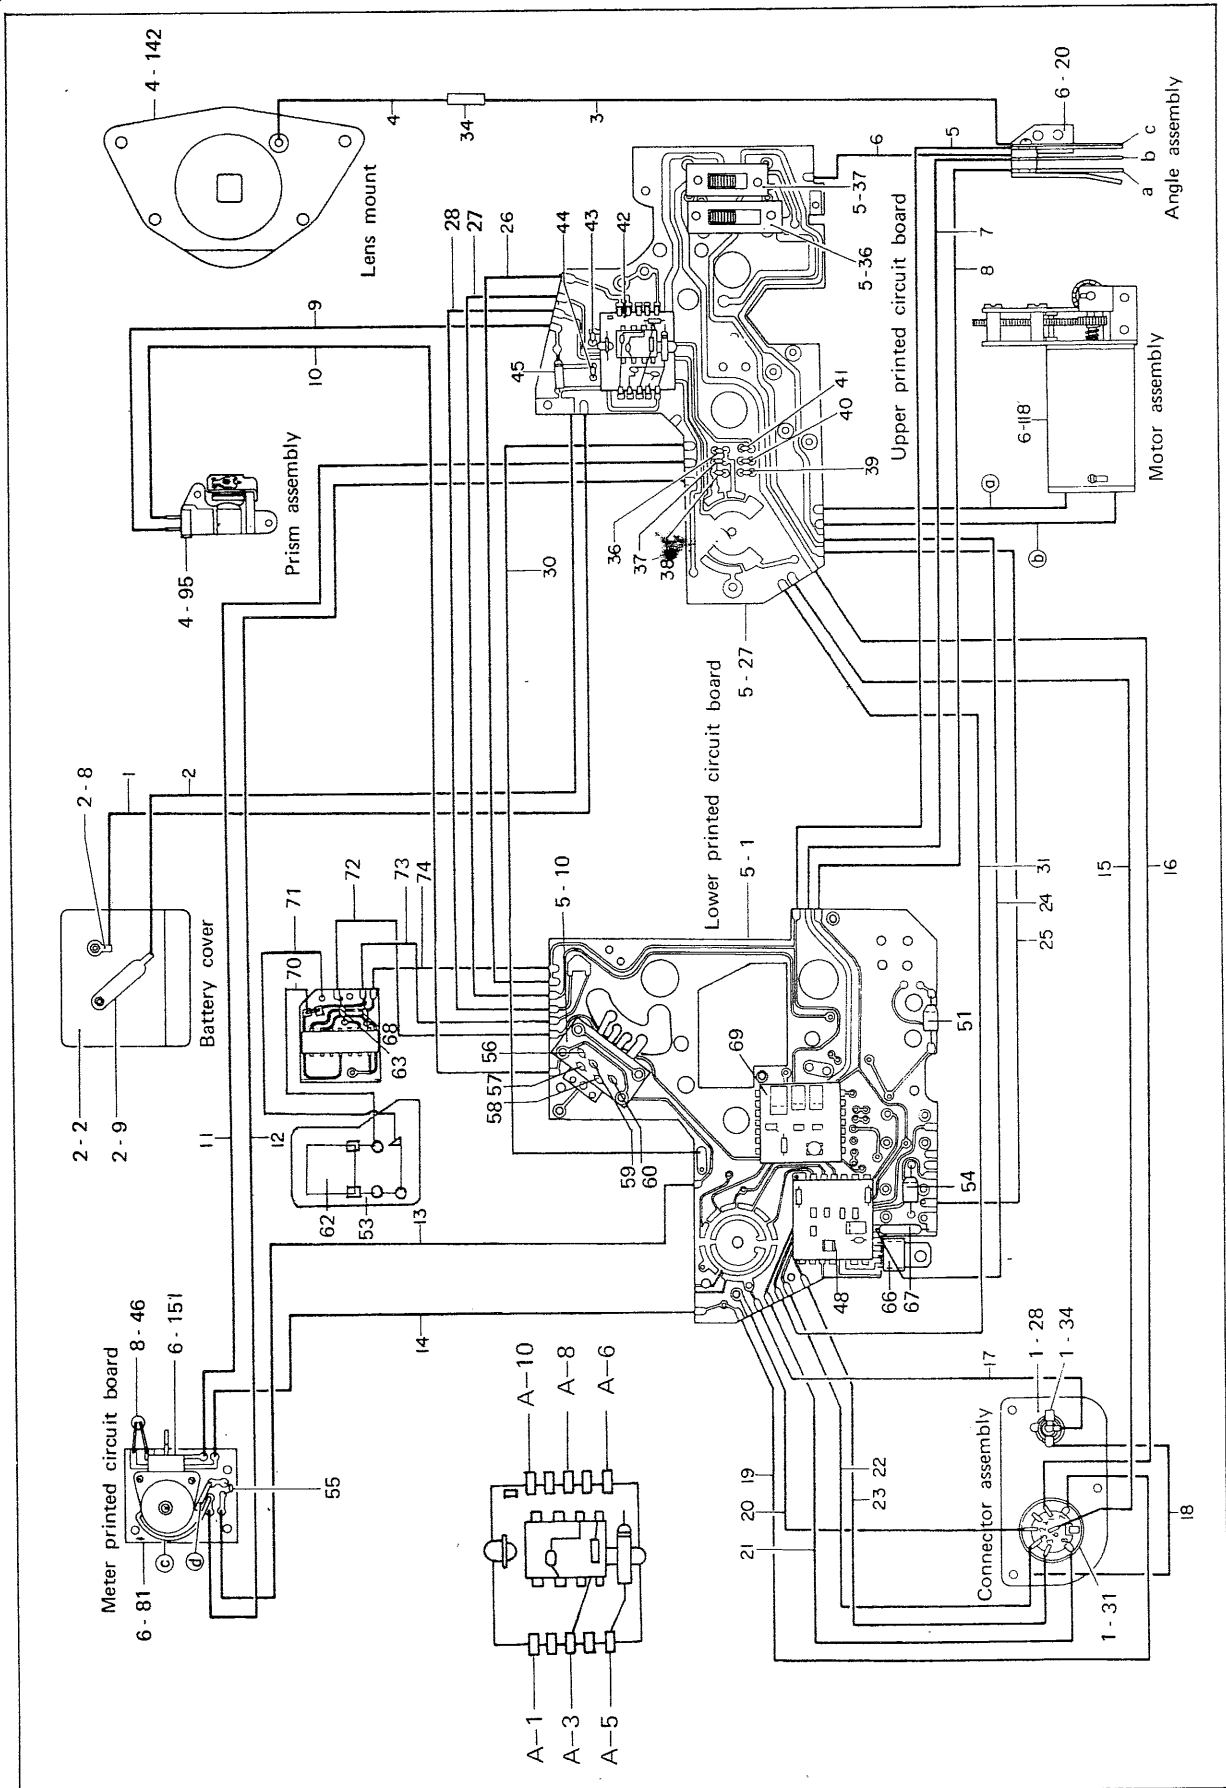 Meter printed circuit board
6 - 81
c
d
55
8 - 46
6 - 151
2 - 2
2 - 9
2 - 8
Battery cover
1
2
11
12
4 - 95
Prism assembly
9
10
4 - 142
Lens mount
4
34
3
62
53
13
14
70
71
63
68
72
73
74
30
28
27
26
45
44
43
42
5 - 10
56
57
58
59
60
A-1
A-3
A-5
A-10
A-8
A-6
Lower printed circuit board
5 - 1
69
48
66
67
54
51
5 - 27
36
37
38
39
40
41
Upper printed circuit board
5-36
5-37
6
5
7
8
6 - 20
a
b
c
Angle assembly
Motor assembly
6-118
a
b
31
24
25
15
16
19
20
21
22
23
17
18
Connector assembly
1 - 28
1 - 34
1 - 31